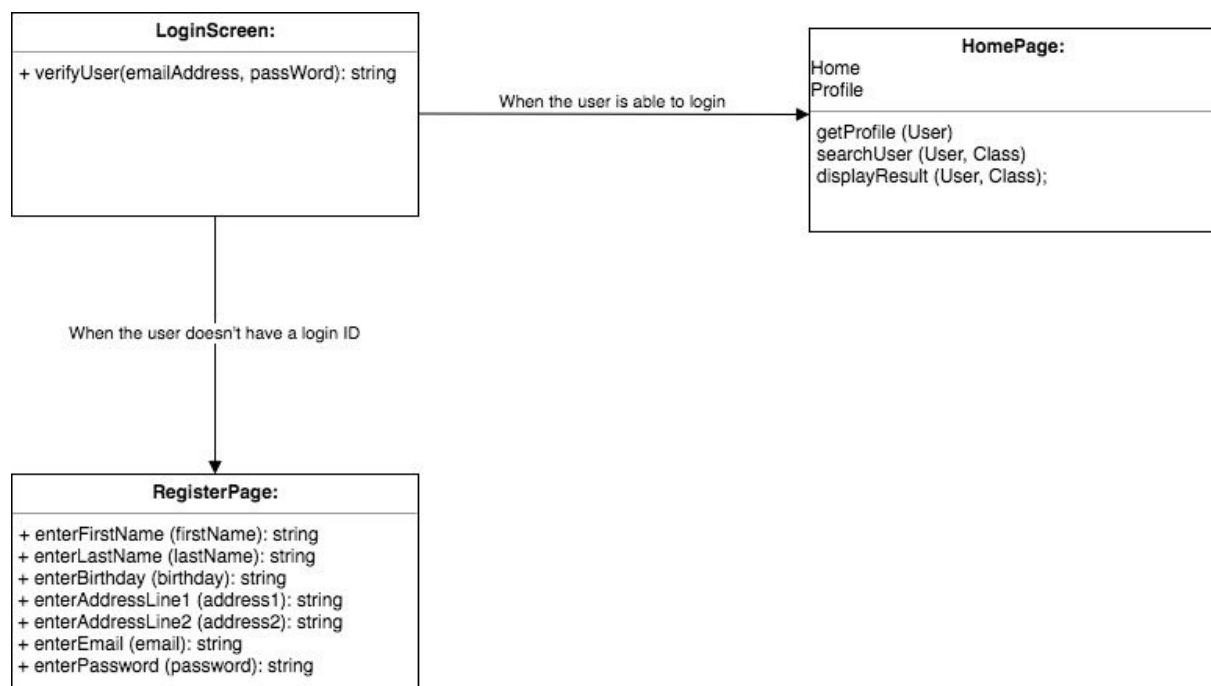 LoginScreen:
+ verifyUser(emailAddress, passWord): string
When the user is able to login
HomePage:
Home
Profile
getProfile (User)
searchUser (User, Class)
displayResult (User, Class);
When the user doesn't have a login ID
RegisterPage:
+ enterFirstName (firstName): string
+ enterLastName (lastName): string
+ enterBirthday (birthday): string
+ enterAddressLine1 (address1): string
+ enterAddressLine2 (address2): string
+ enterEmail (email): string
+ enterPassword (password): string